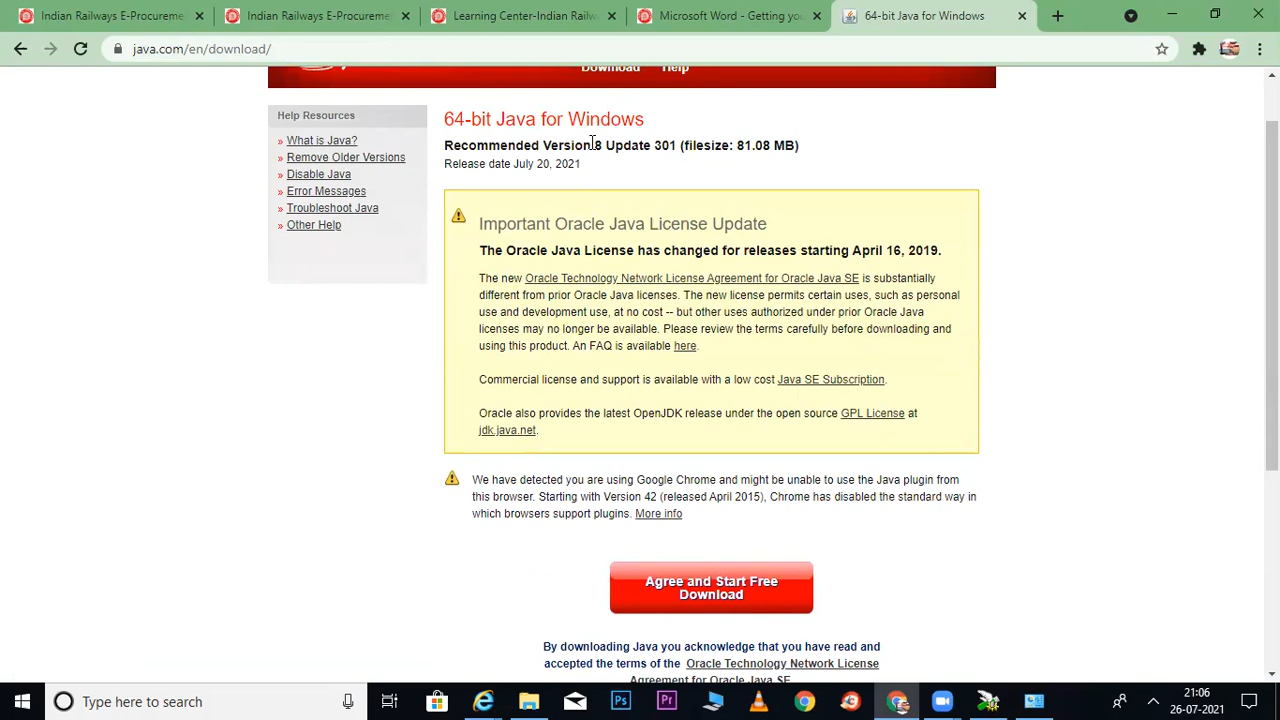 Indian Railways E-Procureme
Indian Railways E-Procureme
Learning Center-Indian Railw
Microsoft Word - Getting you
64-bit Java for Windows
java.com/en/download/
Download Help
Help Resources
» What is Java?
» Remove Older Versions
» Disable Java
» Error Messages
» Troubleshoot Java
» Other Help
64-bit Java for Windows
Recommended Version 8 Update 301 (filesize: 81.08 MB)
Release date July 20, 2021
Important Oracle Java License Update
The Oracle Java License has changed for releases starting April 16, 2019.
The new Oracle Technology Network License Agreement for Oracle Java SE is substantially
different from prior Oracle Java licenses. The new license permits certain uses, such as personal
use and development use, at no cost -- but other uses authorized under prior Oracle Java
licenses may no longer be available. Please review the terms carefully before downloading and
using this product. An FAQ is available here.
Commercial license and support is available with a low cost Java SE Subscription.
Oracle also provides the latest OpenJDK release under the open source GPL License at
jdk.java.net.
We have detected you are using Google Chrome and might be unable to use the Java plugin from
this browser. Starting with Version 42 (released April 2015), Chrome has disabled the standard way in
which browsers support plugins. More info
Agree and Start Free
Download
By downloading Java you acknowledge that you have read and
accepted the terms of the Oracle Technology Network License
Agreement for Oracle Java SE
Type here to search
Ps
Pr
21:06
26-07-2021